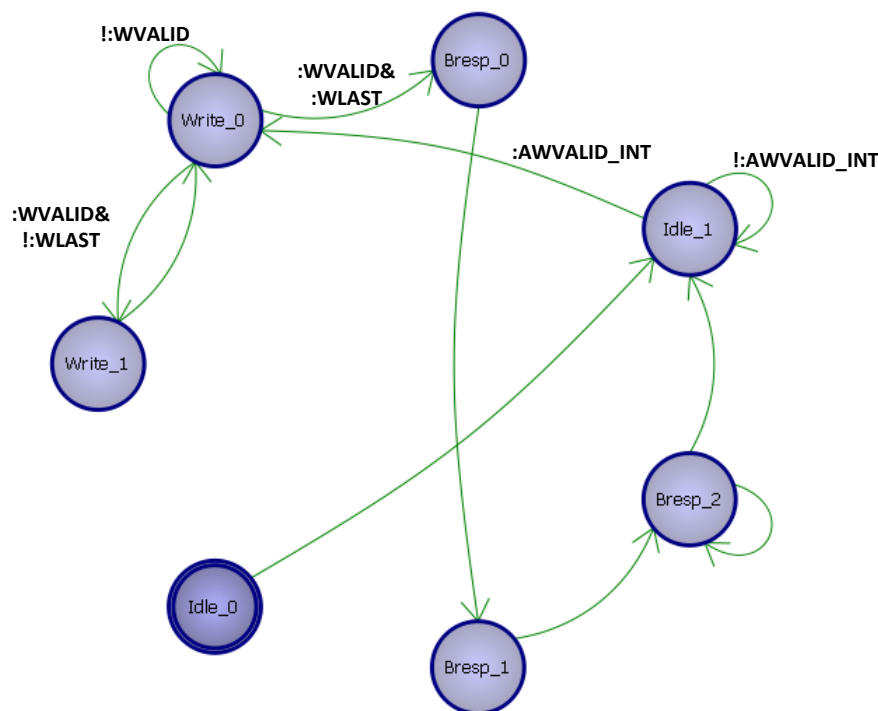 !:WVALID
Bresp_0
:WVALID&
:WLAST
Write_0
:AWVALID_INT
!:AWVALID_INT
:WVALID&
!:WLAST
Idle_1
Write_1
Bresp_2
Idle_0
Bresp_1